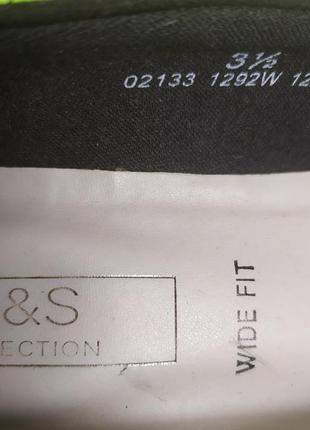 3½
02133 1292W 12
&S
ECTION
WIDE FIT